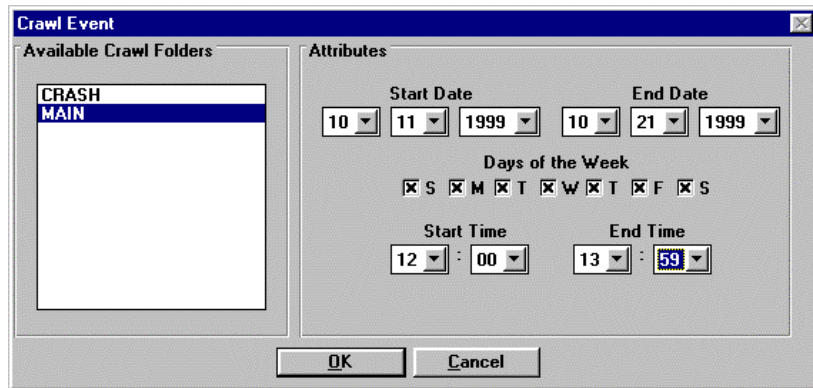 Crawl Event
Available Crawl Folders
CRASH
MAIN
Attributes
Start Date End Date
10 11 1999 10 21 1999
Days of the Week
S M T W T F S
Start Time End Time
12 : 00 13 : 59
OK Cancel